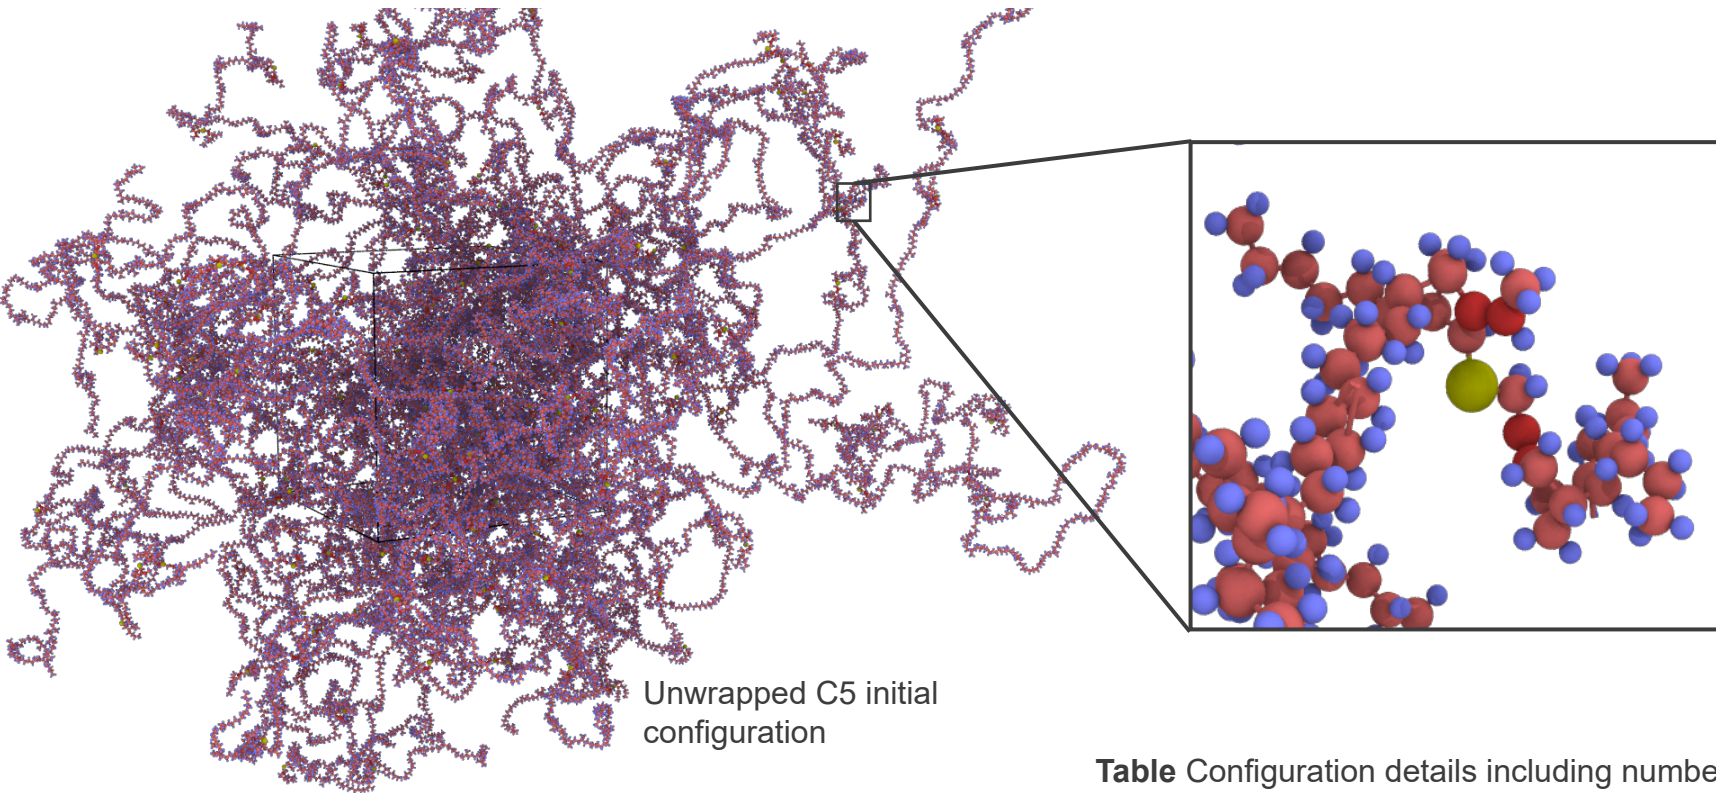 Unwrapped C5 initial
configuration
Table Configuration details including numbe